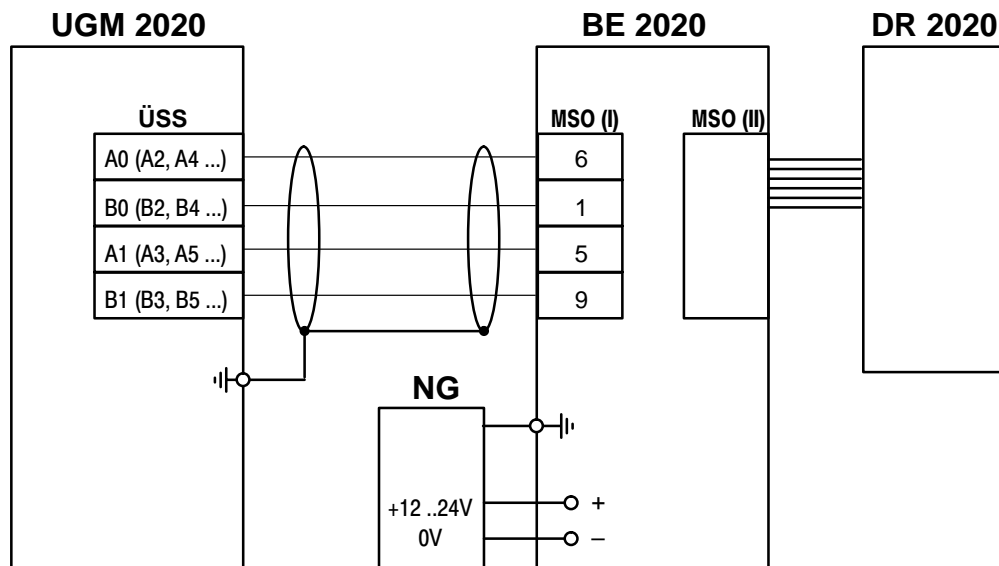 UGM 2020
BE 2020
DR 2020
ÜSS
A0 (A2, A4 ...)
B0 (B2, B4 ...)
A1 (A3, A5 ...)
B1 (B3, B5 ...)
MSO (I)
6
1
5
9
MSO (II)
NG
+12 ..24V
0V
+
–